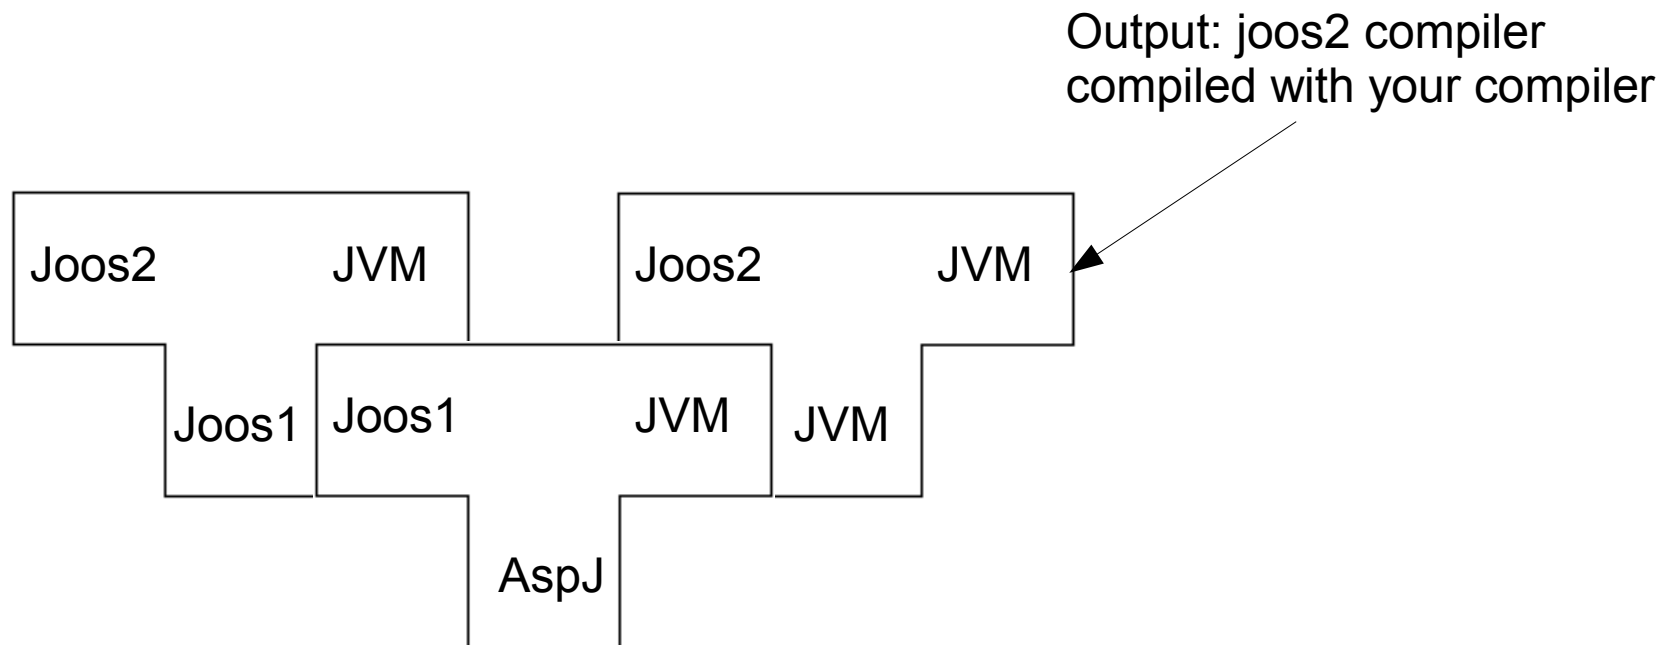 Output: joos2 compiler
compiled with your compiler
Joos2 JVM Joos2 JVM
Joos1 Joos1 JVM JVM
AspJ